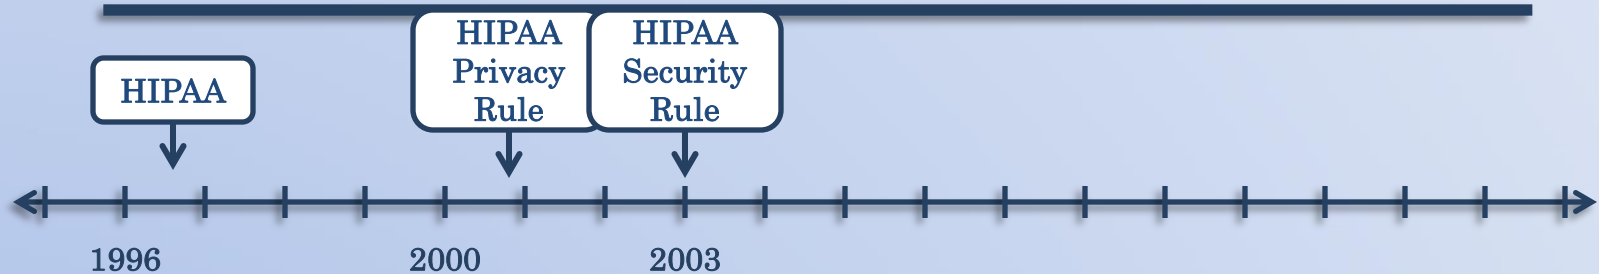 HIPAA
HIPAA
Privacy
Rule
HIPAA
Security
Rule
1996
2000
2003